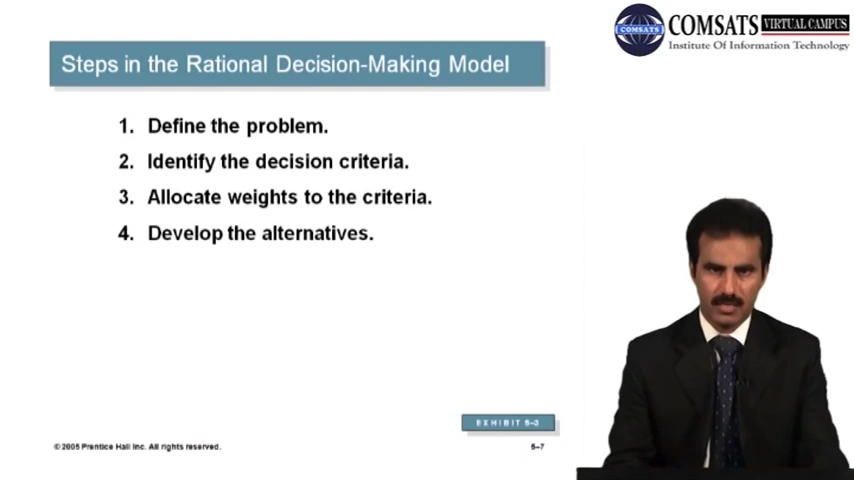 COMSATS
COMSATS VIRTUAL CAMPUS
Institute Of Information Technology
Steps in the Rational Decision-Making Model
1. Define the problem.
2. Identify the decision criteria.
3. Allocate weights to the criteria.
4. Develop the alternatives.
EXHIBIT 5–3
© 2005 Prentice Hall Inc. All rights reserved.
5–7